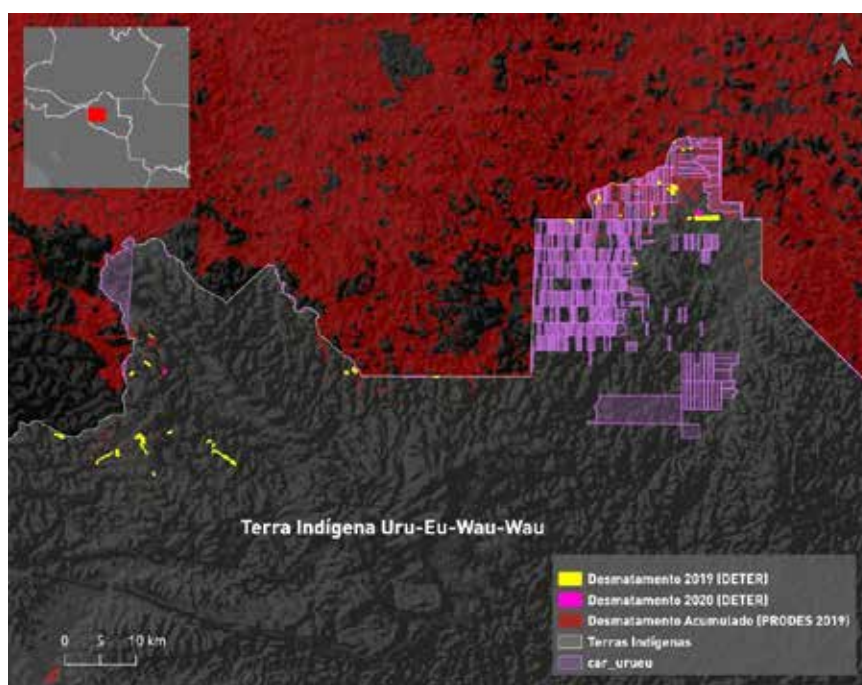 Terra Indígena Uru-Eu-Wau-Wau
Desmatamento 2019 (DETER)
Desmatamento 2020 (DETER)
Desmatamento Acumulado (PRODES 2019)
Terras Indígenas
car_urueu
0 5 10 km